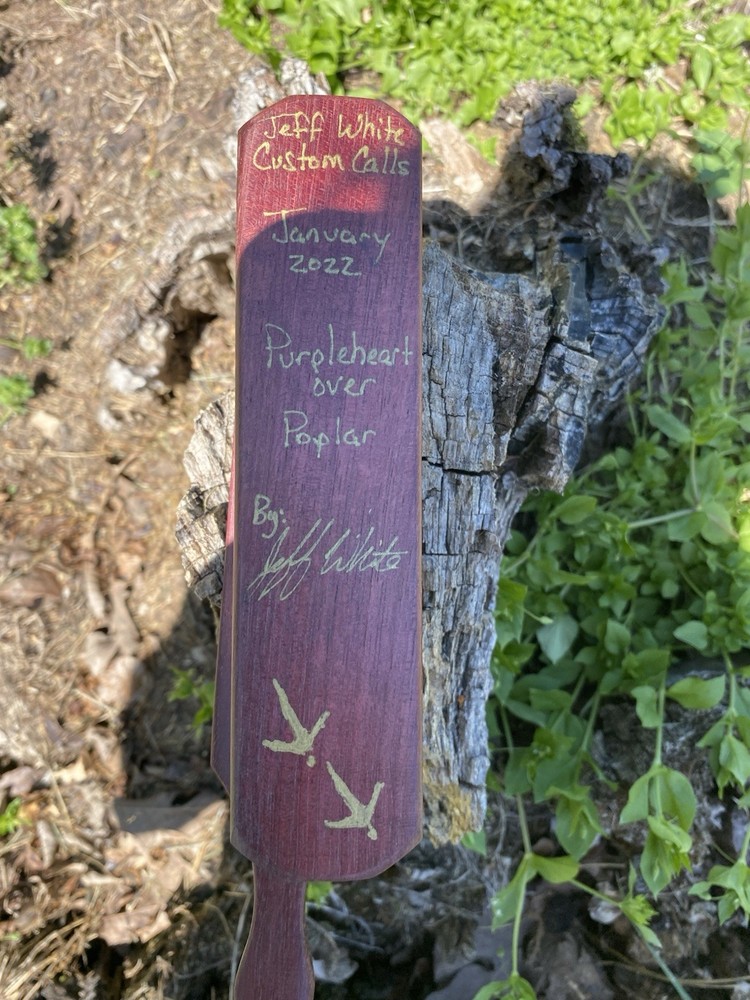 Jeff White
Custom Calls
January
2022
Purpleheart
over
Poplar
By:
Jeff White